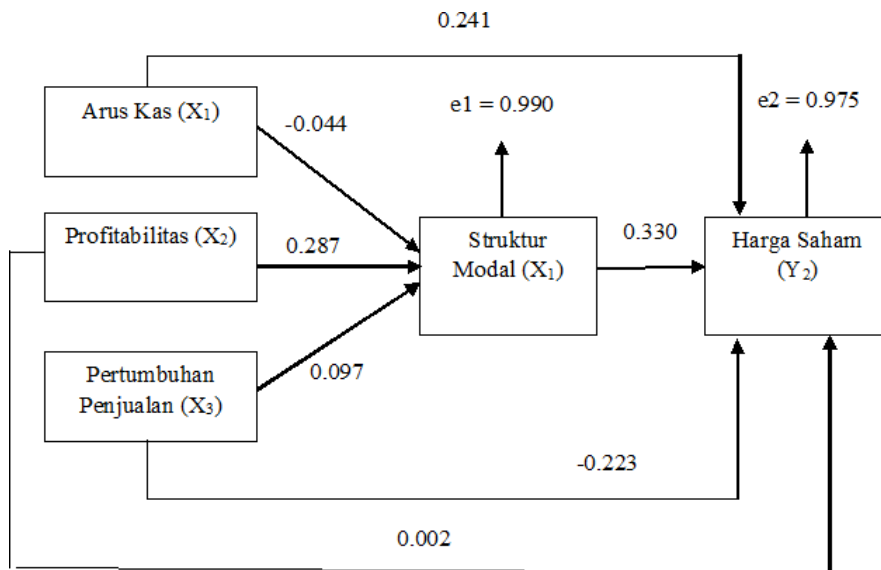 0.241
Arus Kas (X₁)
-0.044
e1 = 0.990
e2 = 0.975
Profitabilitas (X₂)
0.287
Struktur
Modal (X₁)
0.330
Harga Saham
(Y₂)
Pertumbuhan
Penjualan (X₃)
0.097
-0.223
0.002